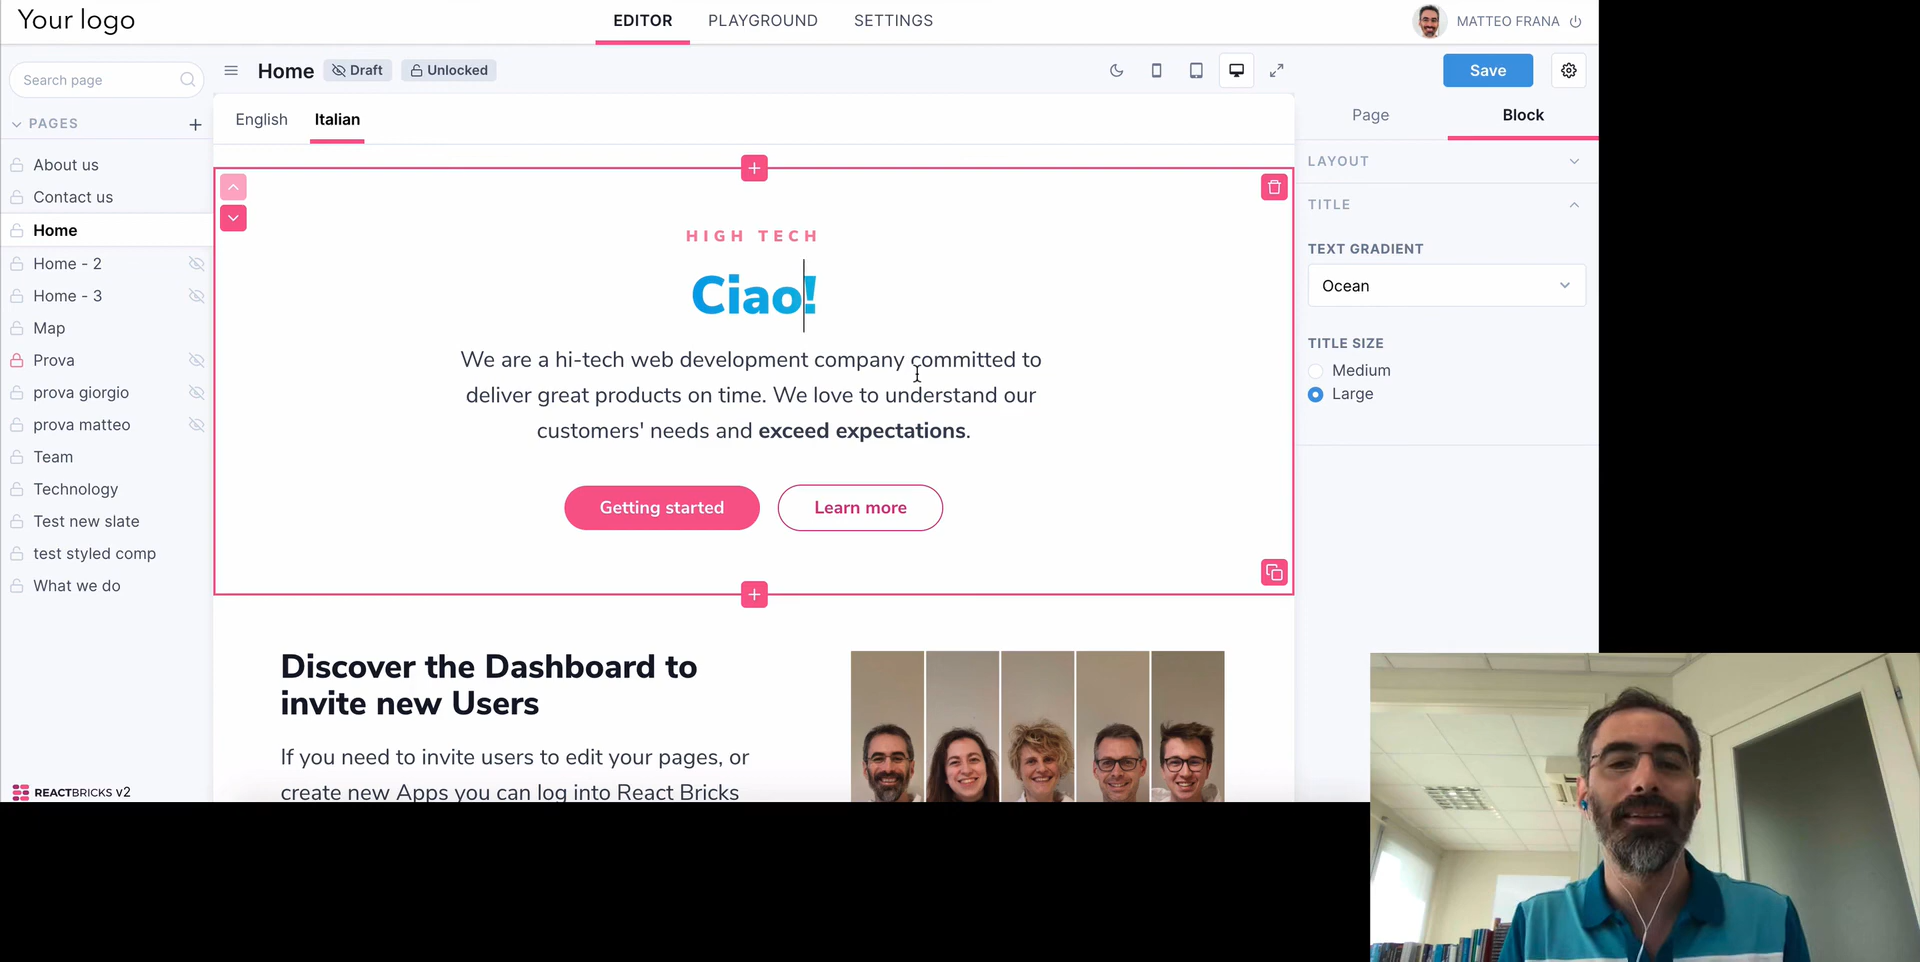 Your logo
EDITOR
PLAYGROUND
SETTINGS
MATTEO FRANA
Search page
Home
Draft
Unlocked
Save
PAGES
About us
Contact us
Home
Home - 2
Home - 3
Map
Prova
prova giorgio
prova matteo
Team
Technology
Test new slate
test styled comp
What we do
REACTBRICKS v2
English
Italian
HIGH TECH
Ciao!
We are a hi-tech web development company committed to
deliver great products on time. We love to understand our
customers' needs and exceed expectations.
Getting started
Learn more
Discover the Dashboard to
invite new Users
If you need to invite users to edit your pages, or
create new Apps you can log into React Bricks
Page
Block
LAYOUT
TITLE
TEXT GRADIENT
Ocean
TITLE SIZE
Medium
Large